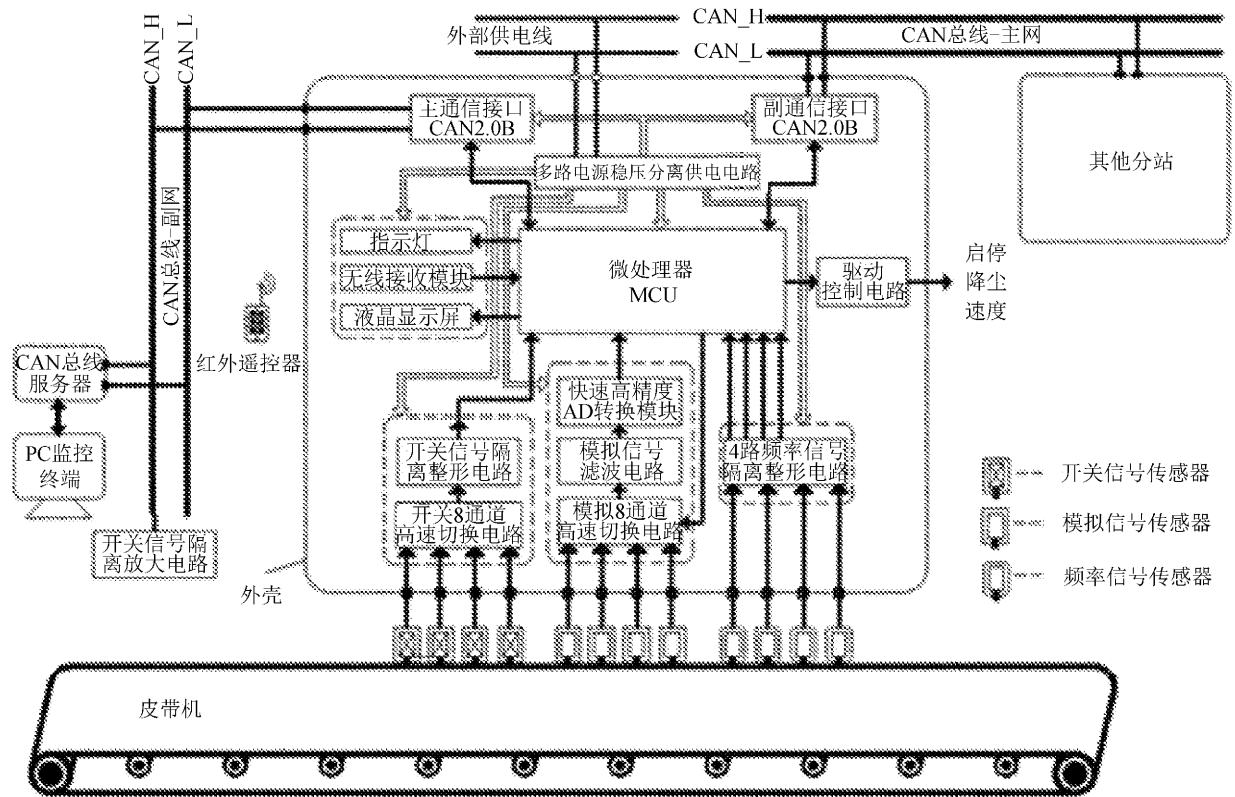 CAN_H
CAN_L
CAN总线-副网
外部供电线
CAN_H
CAN_L
CAN总线-主网
主通信接口
CAN2.0B
副通信接口
CAN2.0B
其他分站
多路电源稳压分离供电电路
指示灯
无线接收模块
液晶显示屏
微处理器
MCU
驱动
控制电路
启停
降尘
速度
红外遥控器
CAN总线
服务器
PC监控
终端
开关信号隔
离放大电路
外壳
快速高精度
AD转换模块
开关信号隔
离整形电路
模拟信号
滤波电路
4路频率信号
隔离整形电路
开关8通道
高速切换电路
模拟8通道
高速切换电路
开关信号传感器
模拟信号传感器
频率信号传感器
皮带机